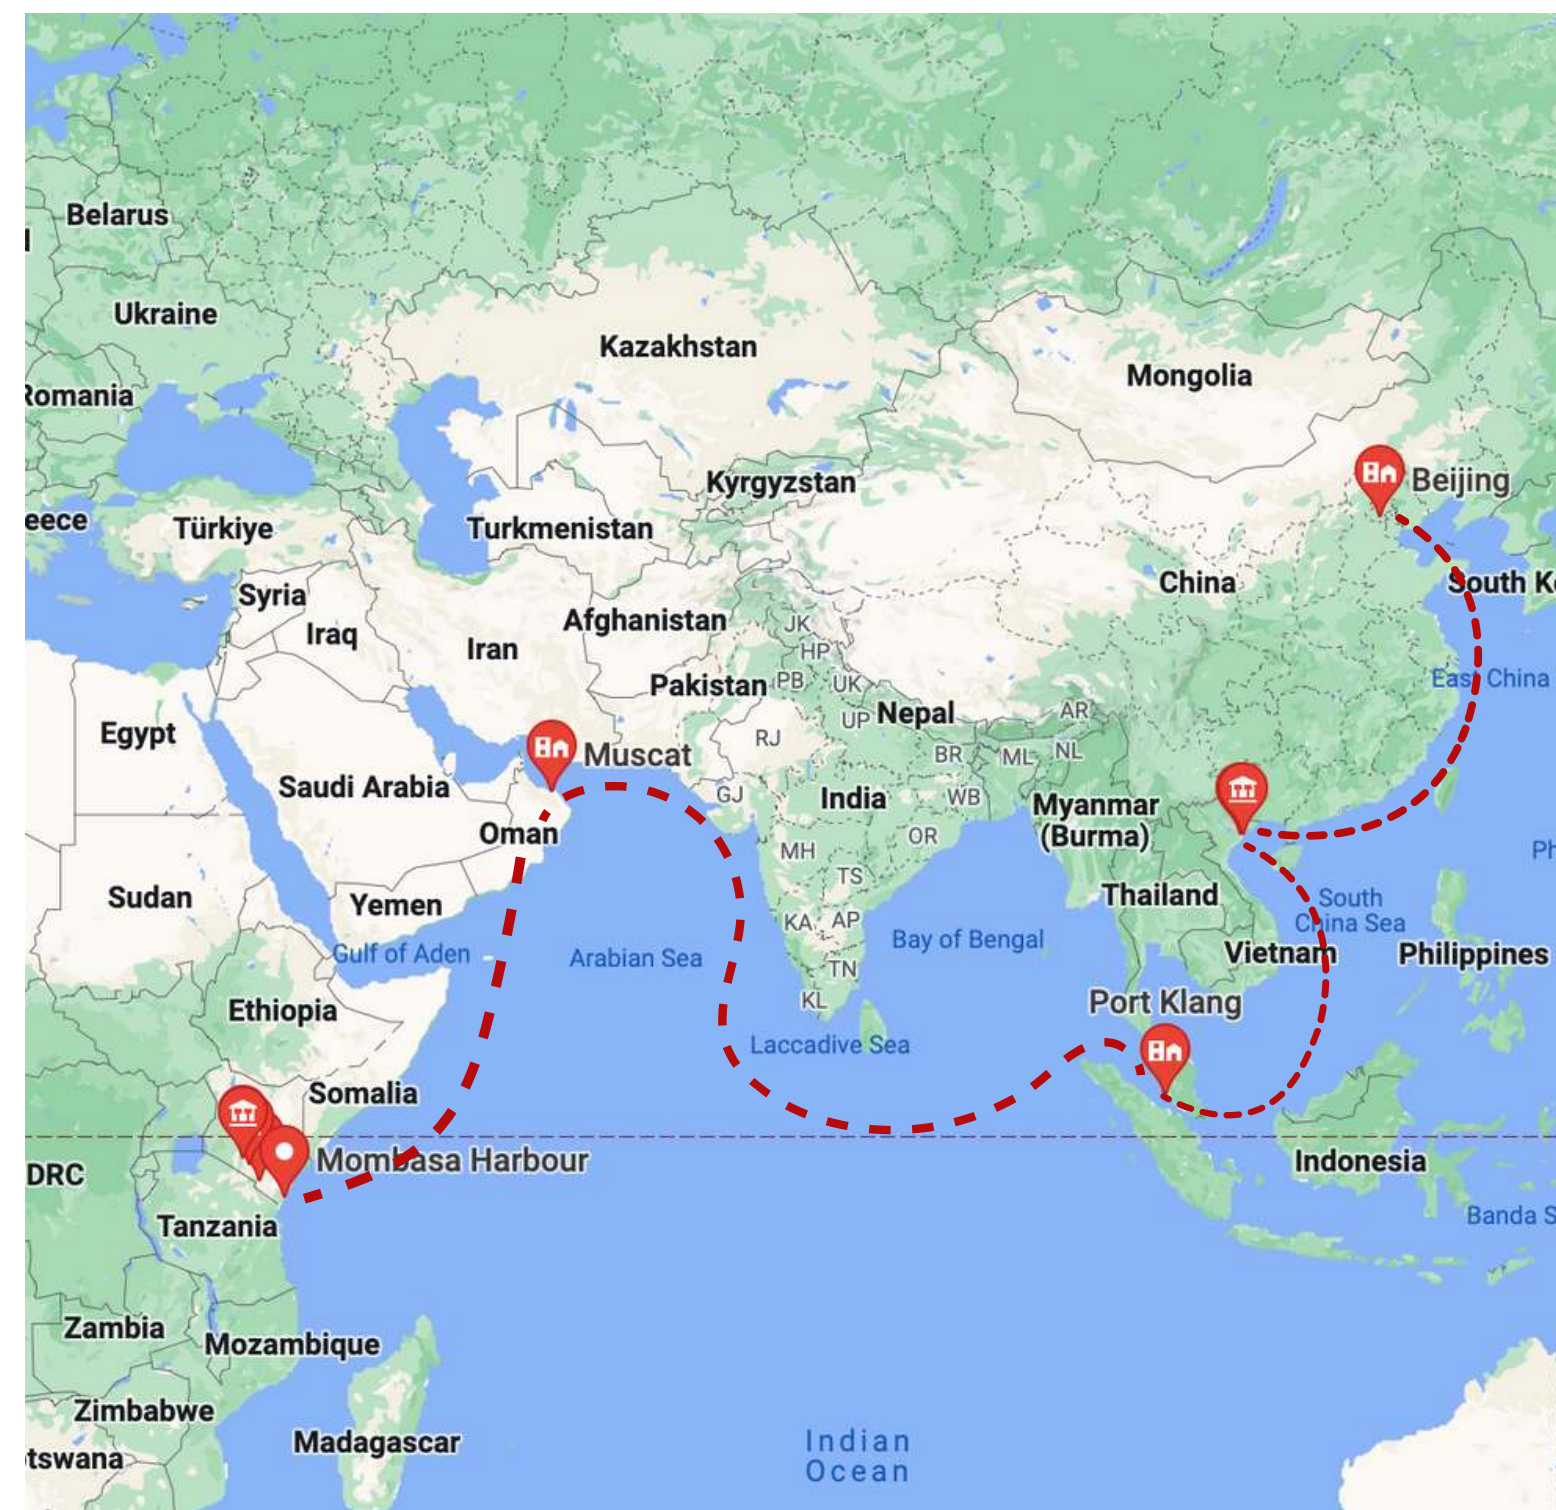 Belarus
Ukraine
Romania
Kazakhstan
Mongolia
Kyrgyzstan
Beijing
eece
Türkiye
Turkmenistan
China
South Ko
Syria
Iraq
Iran
Afghanistan
JK
HP
Pakistan
PB
UK
East China
Egypt
UP
Nepal
AR
RJ
BR
ML
NL
Muscat
Saudi Arabia
GJ
India
WB
Myanmar
(Burma)
Oman
OR
MH
TS
Ph
Sudan
Yemen
Thailand
South
China Sea
KA
AP
Gulf of Aden
Arabian Sea
Bay of Bengal
Vietnam
Philippines
TN
Ethiopia
KL
Port Klang
Laccadive Sea
Somalia
DRC
Mombasa Harbour
Indonesia
Tanzania
Banda S
Zambia
Mozambique
Zimbabwe
Madagascar
Indian
Ocean
tswana